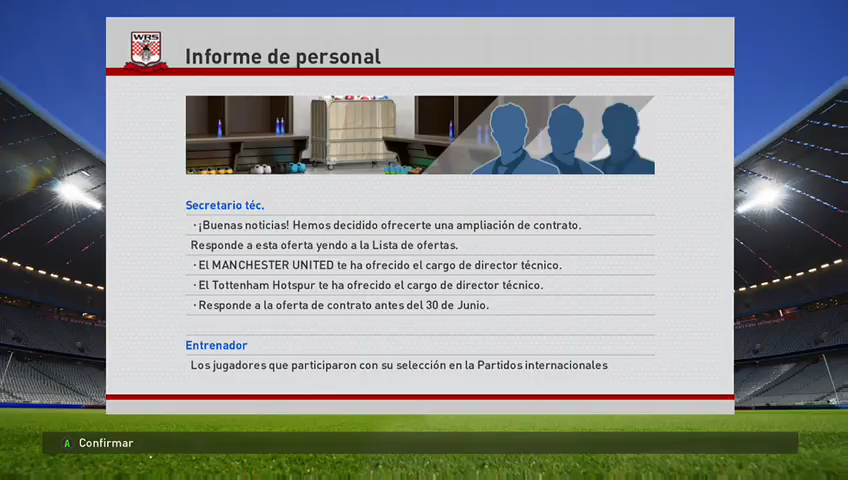 WRS
Informe de personal
Secretario téc.
· ¡Buenas noticias! Hemos decidido ofrecerte una ampliación de contrato.
Responde a esta oferta yendo a la Lista de ofertas.
· El MANCHESTER UNITED te ha ofrecido el cargo de director técnico.
· El Tottenham Hotspur te ha ofrecido el cargo de director técnico.
· Responde a la oferta de contrato antes del 30 de Junio.
Entrenador
Los jugadores que participaron con su selección en la Partidos internacionales
A Confirmar